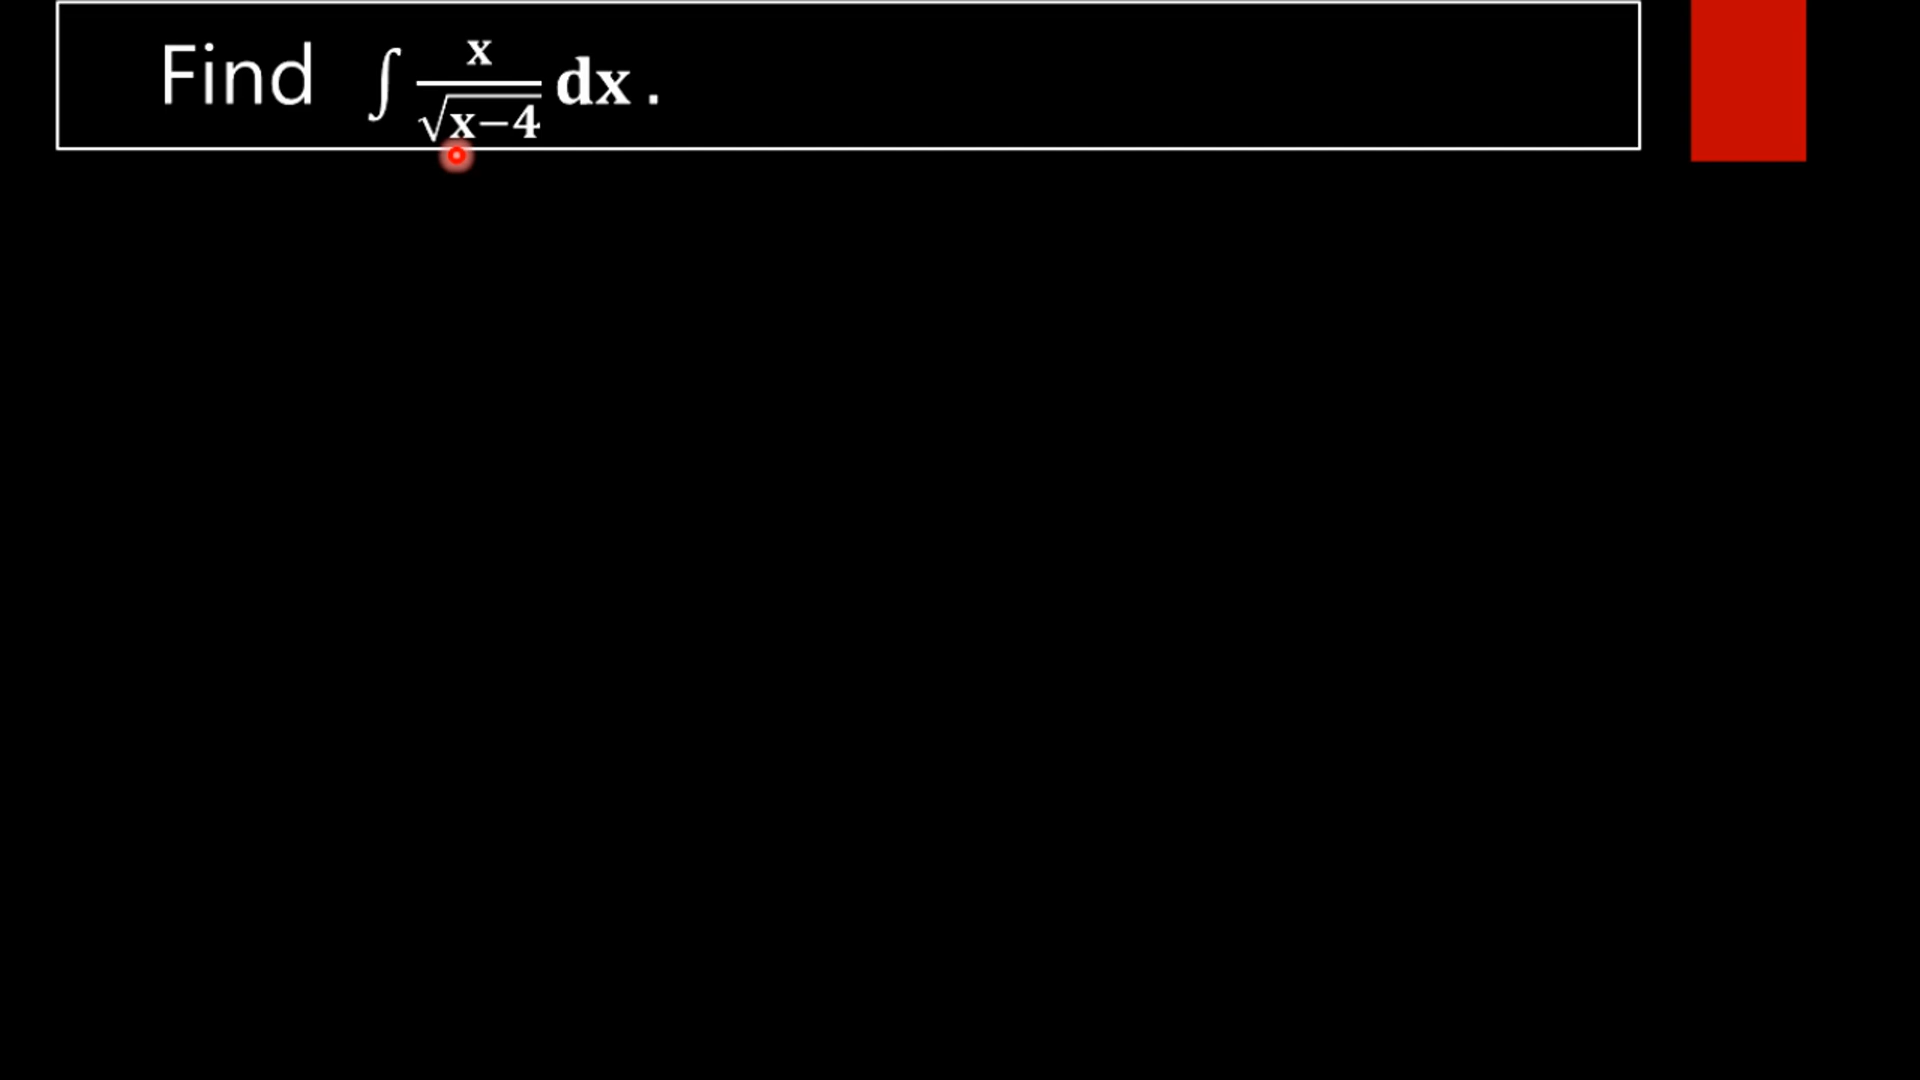 Find ∫ x/√(x−4) dx .